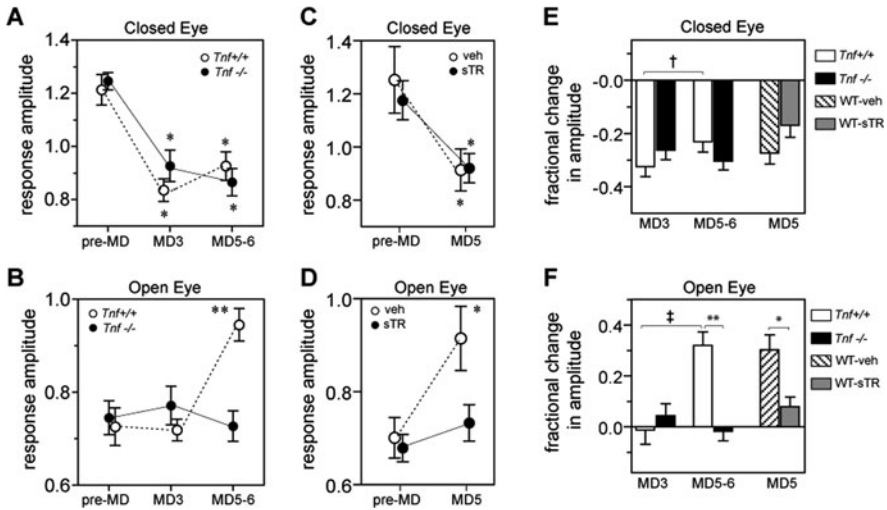 A
Closed Eye
Tnf+/+
Tnf -/-
response amplitude
1.4
1.2
1.0
0.8
*
*
*
*
pre-MD
MD3
MD5-6
B
Open Eye
Tnf+/+
Tnf -/-
response amplitude
1.0
0.8
0.6
**
pre-MD
MD3
MD5-6
C
Closed Eye
veh
sTR
response amplitude
1.4
1.2
1.0
0.8
*
*
pre-MD
MD5
D
Open Eye
veh
sTR
response amplitude
1.0
0.8
0.6
*
pre-MD
MD5
E
Closed Eye
fractional change
in amplitude
-0.0
-0.2
-0.4
†
MD3
MD5-6
MD5
Tnf+/+
Tnf -/-
WT-veh
WT-sTR
F
Open Eye
fractional change
in amplitude
0.4
0.2
0.0
‡
**
*
MD3
MD5-6
MD5
Tnf+/+
Tnf -/-
WT-veh
WT-sTR